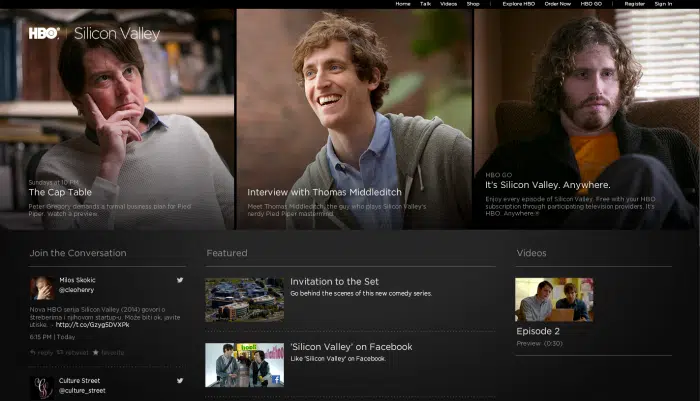 Home Talk Videos Shop | Explore HBO Order Now HBO GO | Register Sign In
HBO | Silicon Valley
Sundays at 10 PM
The Cap Table
Peter Gregory demands a formal business plan for Pied
Piper. Watch a preview.
Interview with Thomas Middleditch
Meet Thomas Middleditch, the guy who plays Silicon Valley's
nerdy Pied Piper mastermind.
HBO GO
It's Silicon Valley. Anywhere.
Enjoy every episode of Silicon Valley. Free with your HBO
subscription through participating television providers. It's
HBO. Anywhere.®
Join the Conversation
Milos Skokic
@cleohenry
Nova HBO serija Silicon Valley (2014) govori o
štreberima i njihovom startup-u. Može biti ok, javite
utiske. - http://t.co/Gzyg5DVXPk
6:15 PM | Today
reply retweet favorite
Culture Street
@culture_street
Featured
Invitation to the Set
Go behind the scenes of this new comedy series.
'Silicon Valley' on Facebook
Like 'Silicon Valley' on Facebook.
Videos
Episode 2
Preview (0:30)